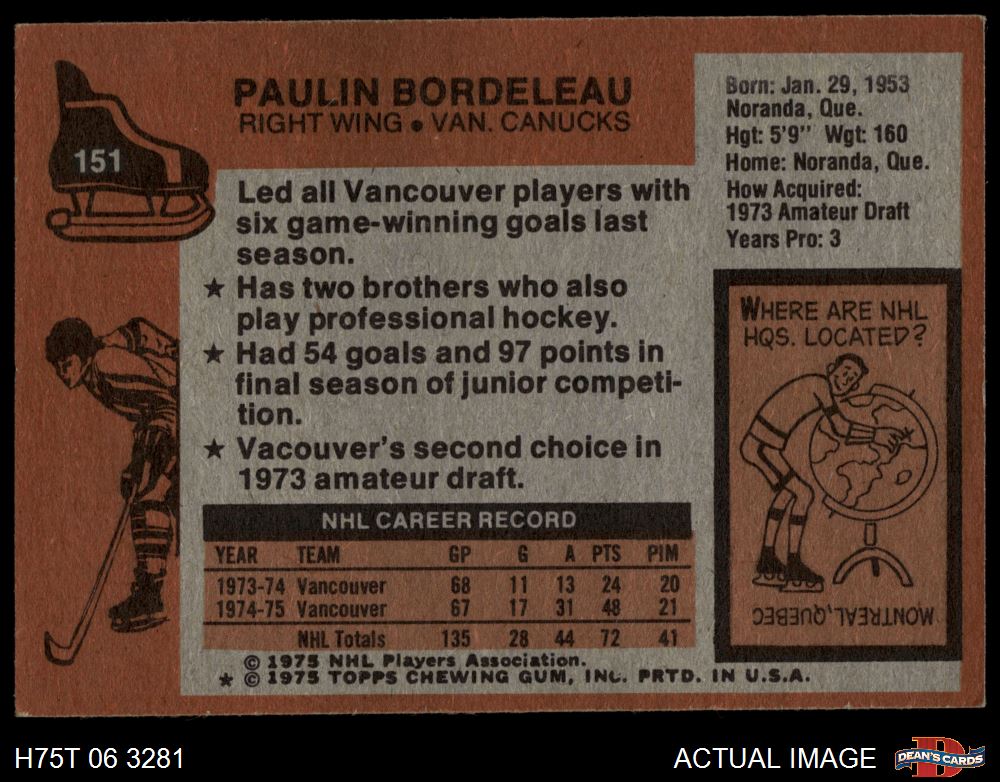 151
PAULIN BORDELEAU
RIGHT WING • VAN. CANUCKS
Born: Jan. 29, 1953
Noranda, Que.
Hgt: 5'9" Wgt: 160
Home: Noranda, Que.
How Acquired:
1973 Amateur Draft
Years Pro: 3
Led all Vancouver players with
six game-winning goals last
season.
★ Has two brothers who also
play professional hockey.
★ Had 54 goals and 97 points in
final season of junior competi-
tion.
★ Vacouver's second choice in
1973 amateur draft.
WHERE ARE NHL
HQS. LOCATED?
MONTREAL, QUEBEC
NHL CAREER RECORD
YEAR TEAM GP G A PTS PIM
1973-74 Vancouver 68 11 13 24 20
1974-75 Vancouver 67 17 31 48 21
NHL Totals 135 28 44 72 41
© 1975 NHL Players Association.
★ © 1975 TOPPS CHEWING GUM, INC. PRTD. IN U.S.A.
H75T 06 3281
ACTUAL IMAGE
D
DEAN'S CARDS